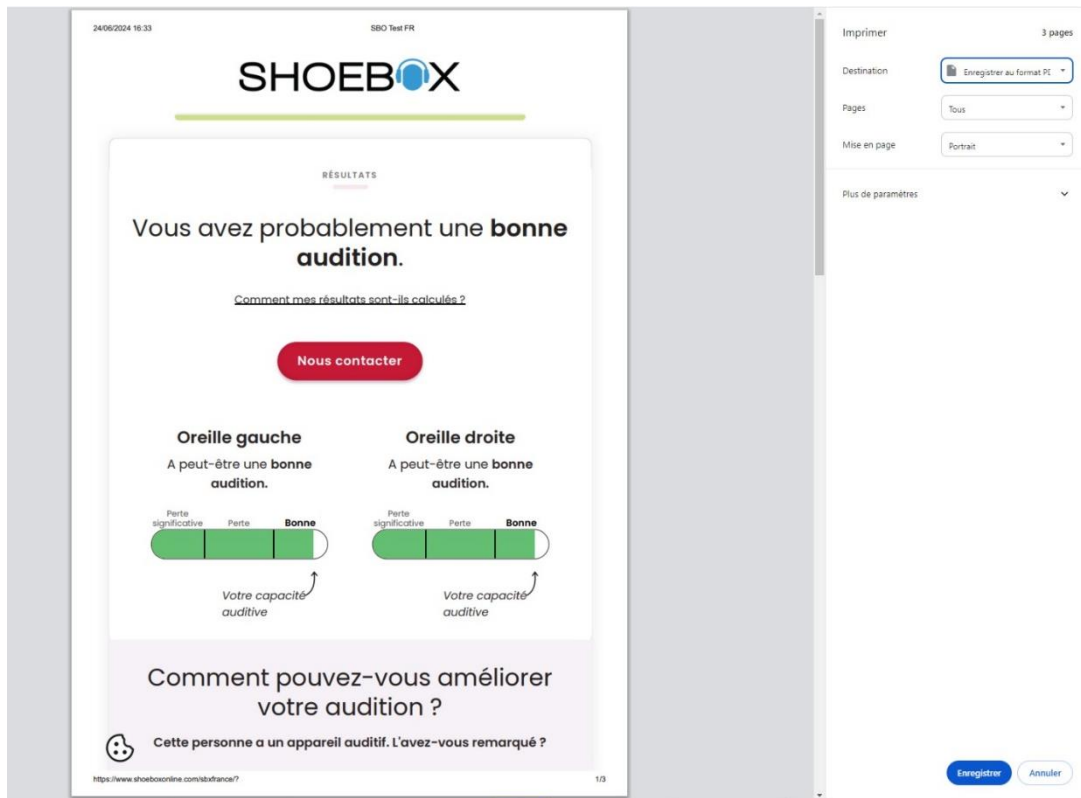 24/06/2024 16:33
SBO Test FR
SHOEBOX
RÉSULTATS
Vous avez probablement une bonne
audition.
Comment mes résultats sont-ils calculés ?
Nous contacter
Oreille gauche
A peut-être une bonne
audition.
Perte
significative
Perte
Bonne
Votre capacité
auditive
Oreille droite
A peut-être une bonne
audition.
Perte
significative
Perte
Bonne
Votre capacité
auditive
Comment pouvez-vous améliorer
votre audition ?
Cette personne a un appareil auditif. L'avez-vous remarqué ?
https://www.shoeboxonline.com/sbxfrance/?
1/3
Imprimer
3 pages
Destination
Enregistrer au format PD
Pages
Tous
Mise en page
Portrait
Plus de paramètres
Enregistrer
Annuler